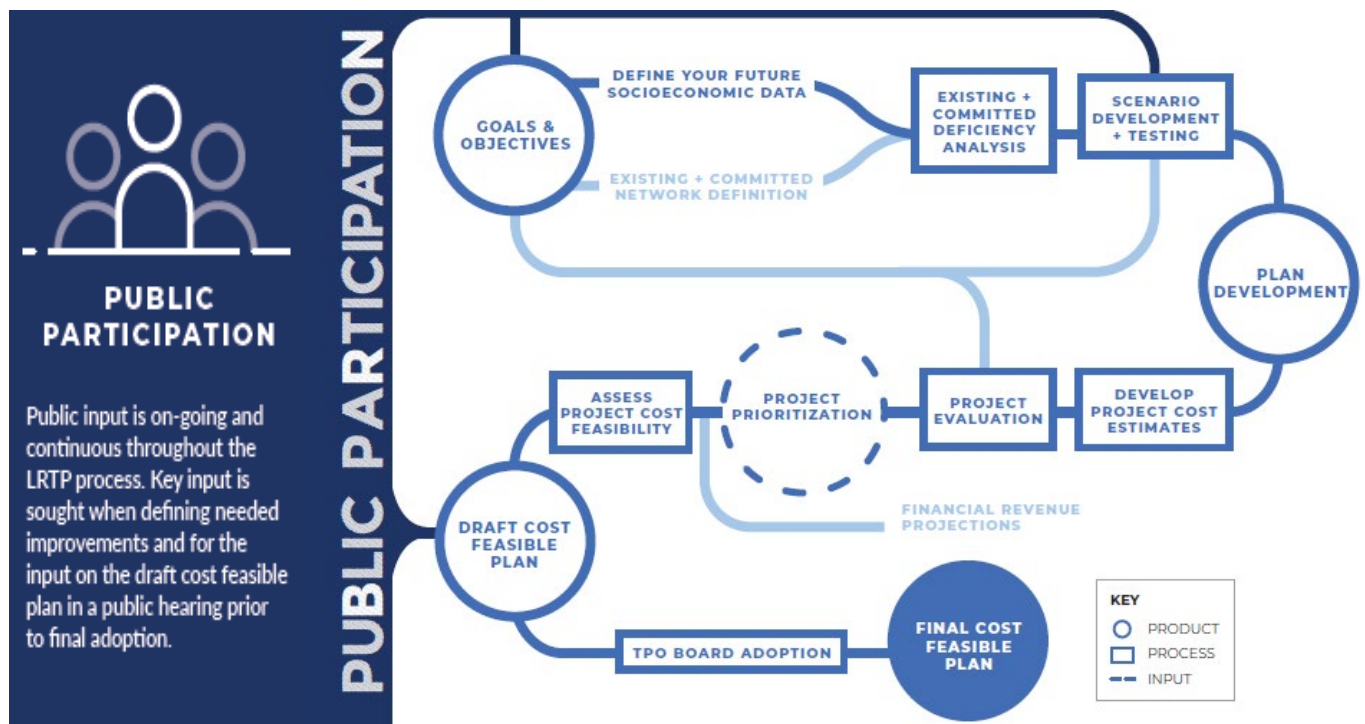 PUBLIC
PARTICIPATION
Public input is on-going and
continuous throughout the
LRTP process. Key input is
sought when defining needed
improvements and for the
input on the draft cost feasible
plan in a public hearing prior
to final adoption.
PUBLIC PARTICIPATION
GOALS &
OBJECTIVES
DEFINE YOUR FUTURE
SOCIOECONOMIC DATA
EXISTING + COMMITTED
NETWORK DEFINITION
EXISTING +
COMMITTED
DEFICIENCY
ANALYSIS
SCENARIO
DEVELOPMENT
+ TESTING
PLAN
DEVELOPMENT
DEVELOP
PROJECT COST
ESTIMATES
PROJECT
EVALUATION
PROJECT
PRIORITIZATION
ASSESS
PROJECT COST
FEASIBILITY
FINANCIAL REVENUE
PROJECTIONS
DRAFT COST
FEASIBLE
PLAN
TPO BOARD ADOPTION
FINAL COST
FEASIBLE
PLAN
KEY
PRODUCT
PROCESS
INPUT